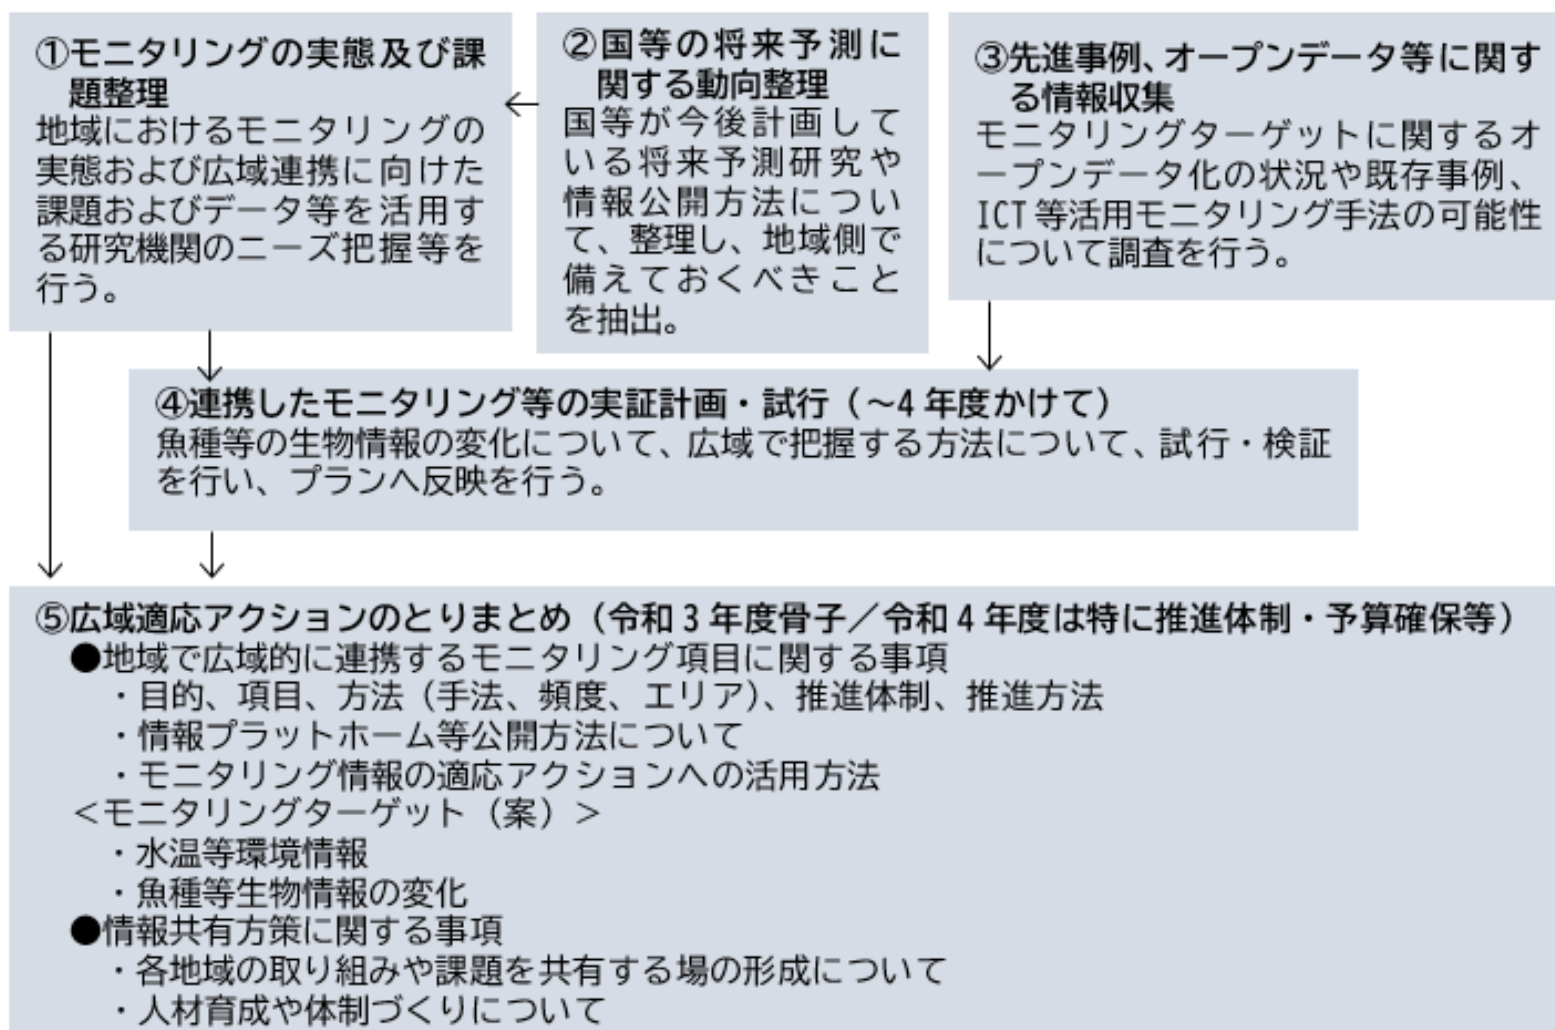 ①モニタリングの実態及び課
題整理
地域におけるモニタリングの
実態および広域連携に向けた
課題およびデータ等を活用す
る研究機関のニーズ把握等を
行う。
②国等の将来予測に
関する動向整理
国等が今後計画して
いる将来予測研究や
情報公開方法につい
て、整理し、地域側で
備えておくべきこと
を抽出。
③先進事例、オープンデータ等に関す
る情報収集
モニタリングターゲットに関するオ
ープンデータ化の状況や既存事例、
ICT等活用モニタリング手法の可能性
について調査を行う。
④連携したモニタリング等の実証計画・試行（～4年度かけて）
魚種等の生物情報の変化について、広域で把握する方法について、試行・検証
を行い、プランへ反映を行う。
⑤広域適応アクションのとりまとめ（令和3年度骨子／令和4年度は特に推進体制・予算確保等）
●地域で広域的に連携するモニタリング項目に関する事項
・目的、項目、方法（手法、頻度、エリア）、推進体制、推進方法
・情報プラットホーム等公開方法について
・モニタリング情報の適応アクションへの活用方法
＜モニタリングターゲット（案）＞
・水温等環境情報
・魚種等生物情報の変化
●情報共有方策に関する事項
・各地域の取り組みや課題を共有する場の形成について
・人材育成や体制づくりについて